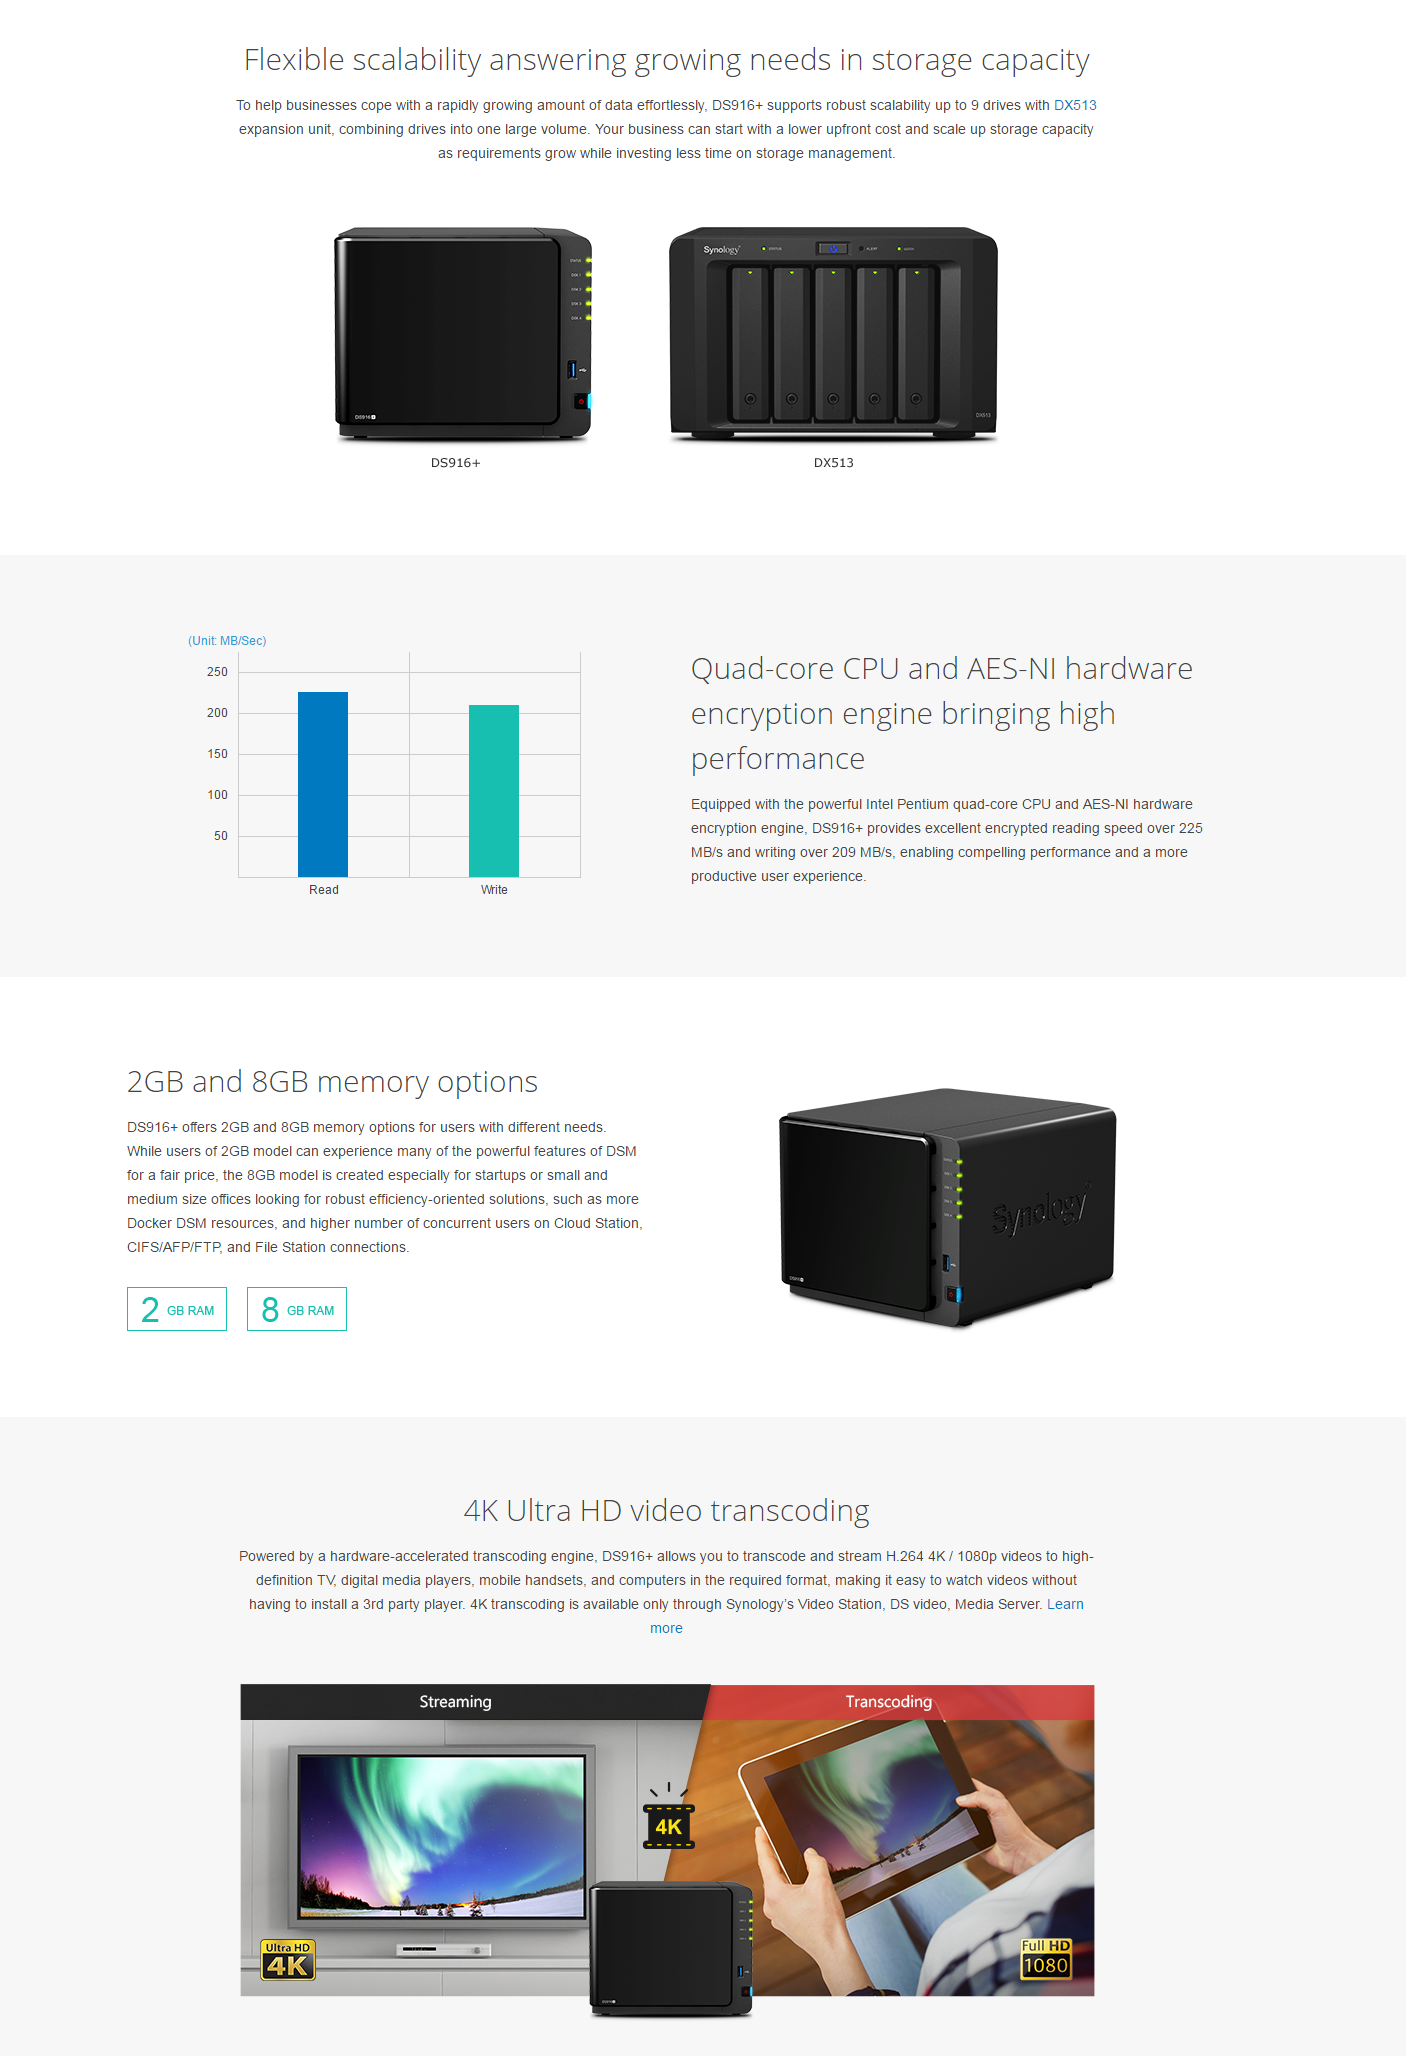 Flexible scalability answering growing needs in storage capacity
To help businesses cope with a rapidly growing amount of data effortlessly, DS916+ supports robust scalability up to 9 drives with DX513
expansion unit, combining drives into one large volume. Your business can start with a lower upfront cost and scale up storage capacity
as requirements grow while investing less time on storage management.
Synology
STATUS
ALERT
DX513
DS916+
DS916+
DX513
(Unit: MB/Sec)
250
200
150
100
50
Read
Write
Quad-core CPU and AES-NI hardware
encryption engine bringing high
performance
Equipped with the powerful Intel Pentium quad-core CPU and AES-NI hardware
encryption engine, DS916+ provides excellent encrypted reading speed over 225
MB/s and writing over 209 MB/s, enabling compelling performance and a more
productive user experience.
2GB and 8GB memory options
DS916+ offers 2GB and 8GB memory options for users with different needs.
While users of 2GB model can experience many of the powerful features of DSM
for a fair price, the 8GB model is created especially for startups or small and
medium size offices looking for robust efficiency-oriented solutions, such as more
Docker DSM resources, and higher number of concurrent users on Cloud Station,
CIFS/AFP/FTP, and File Station connections.
2 GB RAM
8 GB RAM
Synology
4K Ultra HD video transcoding
Powered by a hardware-accelerated transcoding engine, DS916+ allows you to transcode and stream H.264 4K / 1080p videos to high-
definition TV, digital media players, mobile handsets, and computers in the required format, making it easy to watch videos without
having to install a 3rd party player. 4K transcoding is available only through Synology's Video Station, DS video, Media Server. Learn
more
Streaming
Transcoding
4K
Ultra HD
4K
Full HD
1080